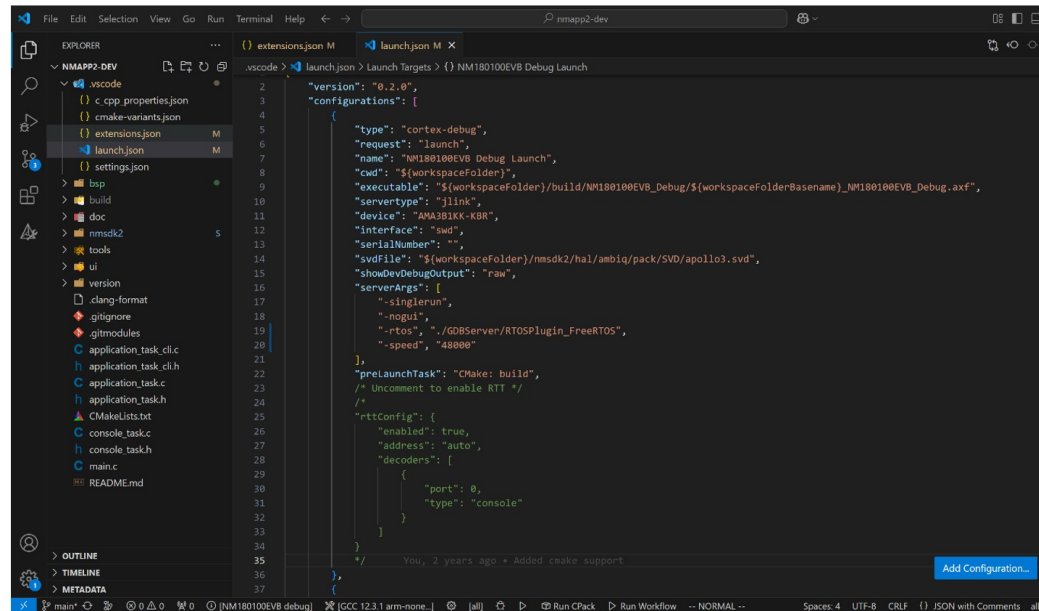 File Edit Selection View Go Run Terminal Help
nmapp2-dev
EXPLORER
NMAPP2-DEV
.vscode
c_cpp_properties.json
cmake-variants.json
extensions.json M
launch.json M
settings.json
bsp
build
doc
nmsdk2 S
tools
ui
version
.clang-format
.gitignore
.gitmodules
application_task_cli.c
application_task_cli.h
application_task.c
application_task.h
CMakeLists.txt
console_task.c
console_task.h
main.c
README.md
OUTLINE
TIMELINE
METADATA
{} extensions.json M launch.json M
.vscode > launch.json > Launch Targets > {} NM180100EVB Debug Launch
2 "version": "0.2.0",
3 "configurations": [
4 {
5 "type": "cortex-debug",
6 "request": "launch",
7 "name": "NM180100EVB Debug Launch",
8 "cwd": "${workspaceFolder}",
9 "executable": "${workspaceFolder}/build/NM180100EVB_Debug/${workspaceFolderBasename}_NM180100EVB_Debug.axf",
10 "servertype": "jlink",
11 "device": "AMA3B1KK-KBR",
12 "interface": "swd",
13 "serialNumber": "",
14 "svdFile": "${workspaceFolder}/nmsdk2/hal/ambiq/pack/SVD/apollo3.svd",
15 "showDevDebugOutput": "raw",
16 "serverArgs": [
17 "-singlerun",
18 "-nogui",
19 "-rtos", "./GDBServer/RTOSPlugin_FreeRTOS",
20 "-speed", "48000"
21 ],
22 "preLaunchTask": "CMake: build",
23 /* Uncomment to enable RTT */
24 /*
25 "rttConfig": {
26 "enabled": true,
27 "address": "auto",
28 "decoders": [
29 {
30 "port": 0,
31 "type": "console"
32 }
33 ]
34 }
35 */ You, 2 years ago • Added cmake support
36 },
37 {
Add Configuration...
main* 0 0 0 [NM180100EVB debug] [GCC 12.3.1 arm-none...] [all] Run CPack Run Workflow -- NORMAL -- Spaces: 4 UTF-8 CRLF {} JSON with Comments